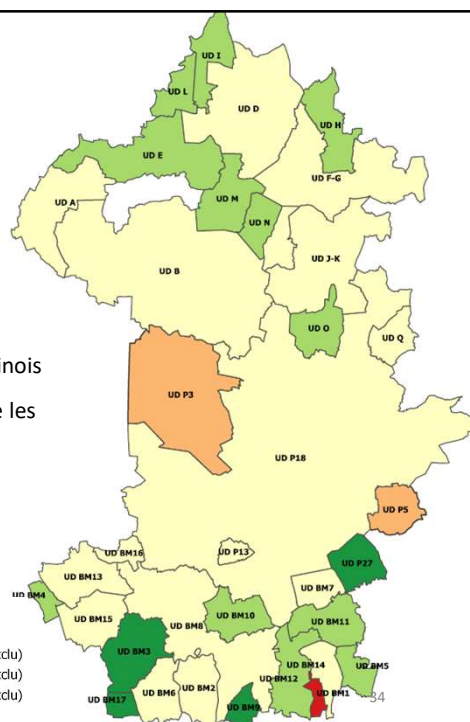 UD I
UD L
UD D
UD H
UD E
UD F-G
UD M
UD A
UD N
UD J-K
UD B
UD O
UD Q
inois
e les
UD P3
UD P18
UD P5
UD BM16
UD P13
UD P27
UD BM13
UD BM7
UD BM4
UD BM10
UD BM15
UD BM8
UD BM11
clu)
UD BM3
UD BM14
UD BM5
clu)
UD BM12
clu)
UD BM17
UD BM6
UD BM2
UD BM9
UD BM1
34